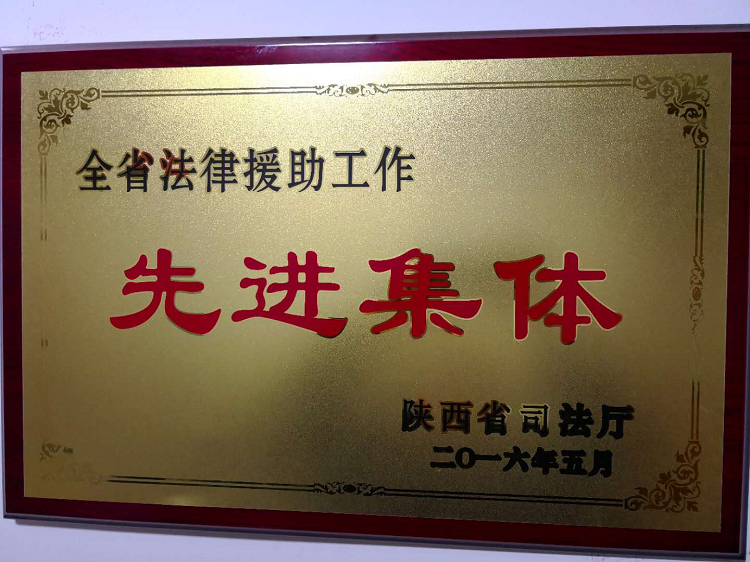 全省法律援助工作
先进集体
陕西省司法厅
二〇一六年五月